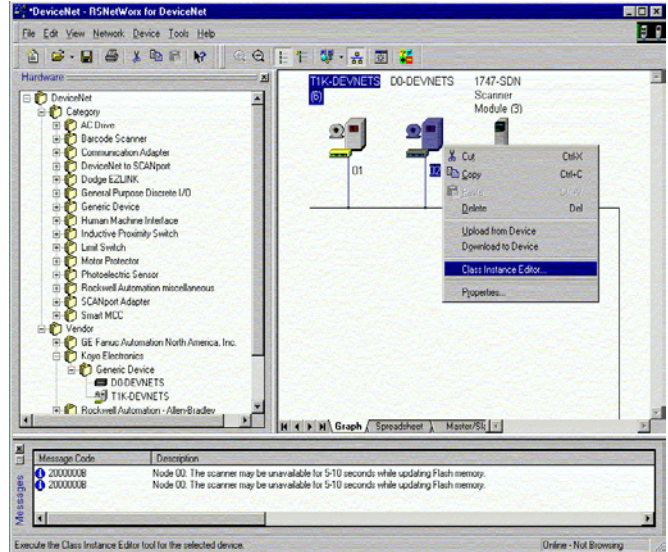 *DeviceNet - RSNetWorx for DeviceNet
File Edit View Network Device Tools Help
Hardware
DeviceNet
Category
AC Drive
Barcode Scanner
Communication Adapter
DeviceNet to SCANport
Dodge EZLINK
General Purpose Discrete I/O
Generic Device
Human Machine Interface
Inductive Proximity Switch
Limit Switch
Motor Protector
Photoelectric Sensor
Rockwell Automation miscellaneous
SCANport Adapter
Smart MCC
Vendor
GE Fanuc Automation North America, Inc.
Koyo Electronics
Generic Device
D0-DEVNETS
T1K-DEVNETS
Rockwell Automation - Allen-Bradley
T1K-DEVNETS D0-DEVNETS 1747-SDN
(6) Scanner
Module (3)
01 02
Cut Ctrl+X
Copy Ctrl+C
Paste Ctrl+V
Delete Del
Upload from Device
Download to Device
Class Instance Editor...
Properties...
Graph Spreadsheet Master/Sl
Messages
Message Code Description
2000000B Node 00. The scanner may be unavailable for 5-10 seconds while updating Flash memory.
2000000B Node 00. The scanner may be unavailable for 5-10 seconds while updating Flash memory.
Execute the Class Instance Editor tool for the selected device. Online - Not Browsing